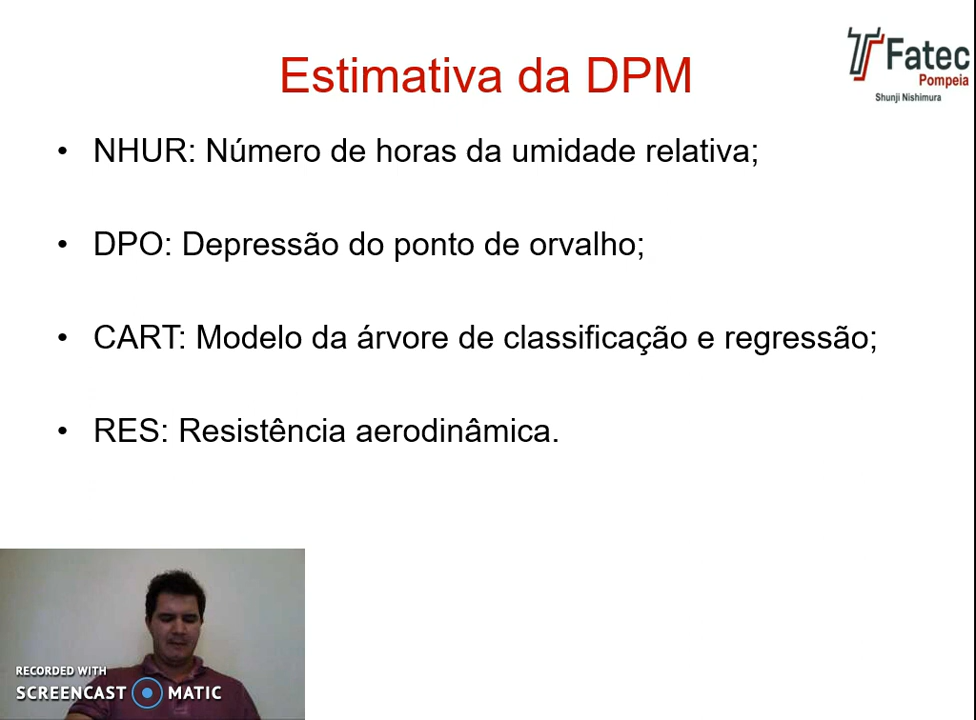 Fatec
Pompeia
Shunji Nishimura
Estimativa da DPM
• NHUR: Número de horas da umidade relativa;
• DPO: Depressão do ponto de orvalho;
• CART: Modelo da árvore de classificação e regressão;
• RES: Resistência aerodinâmica.
RECORDED WITH
SCREENCAST MATIC